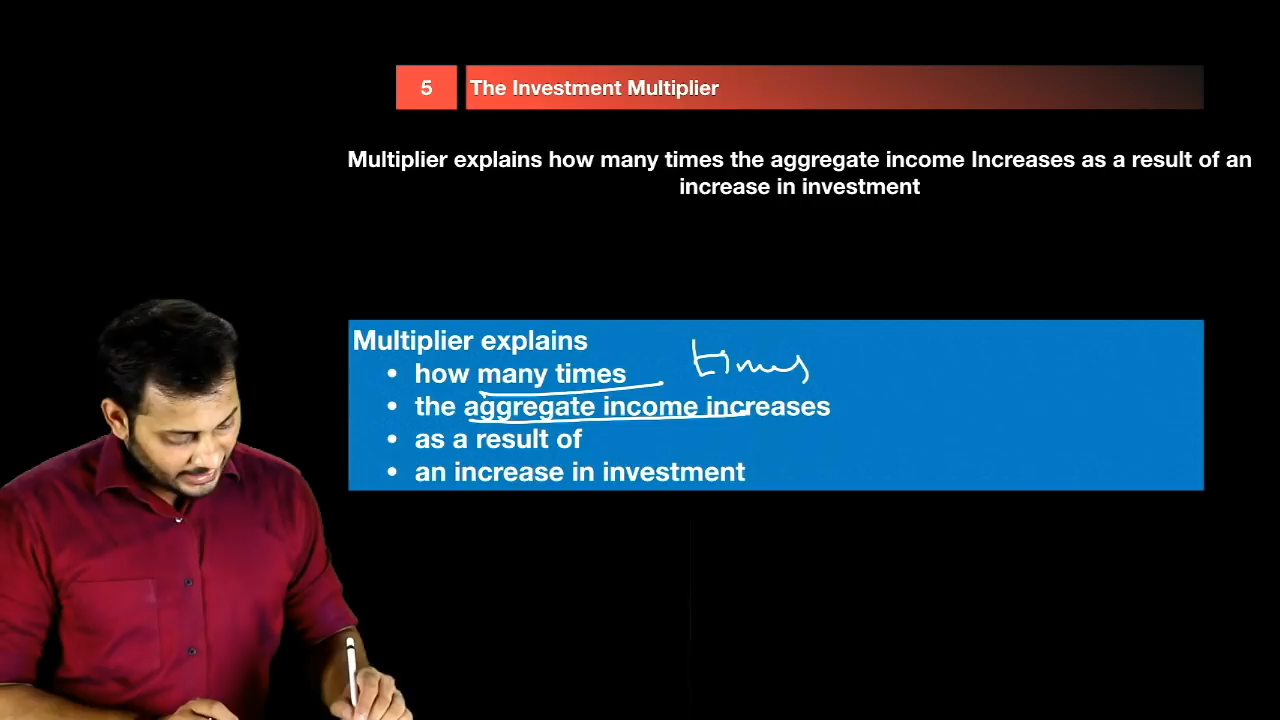 5 The Investment Multiplier
Multiplier explains how many times the aggregate income Increases as a result of an
increase in investment
Multiplier explains
• how many times
times
• the aggregate income increases
• as a result of
• an increase in investment